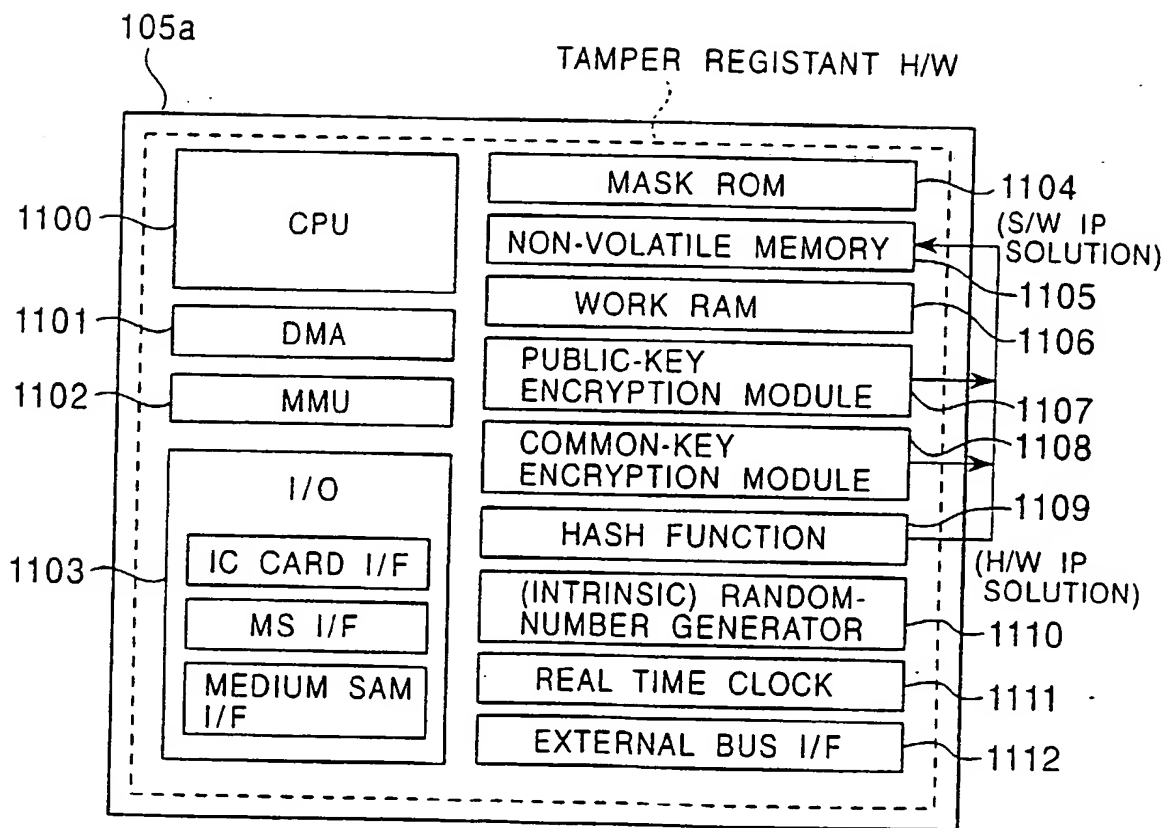 105a
TAMPER REGISTANT H/W
1100
CPU
1101
DMA
1102
MMU
1103
I/O
IC CARD I/F
MS I/F
MEDIUM SAM
I/F
MASK ROM
1104
NON-VOLATILE MEMORY
(S/W IP
SOLUTION)
1105
WORK RAM
1106
PUBLIC-KEY
ENCRYPTION MODULE
1107
COMMON-KEY
ENCRYPTION MODULE
1108
HASH FUNCTION
1109
(H/W IP
SOLUTION)
(INTRINSIC) RANDOM-
NUMBER GENERATOR
1110
REAL TIME CLOCK
1111
EXTERNAL BUS I/F
1112